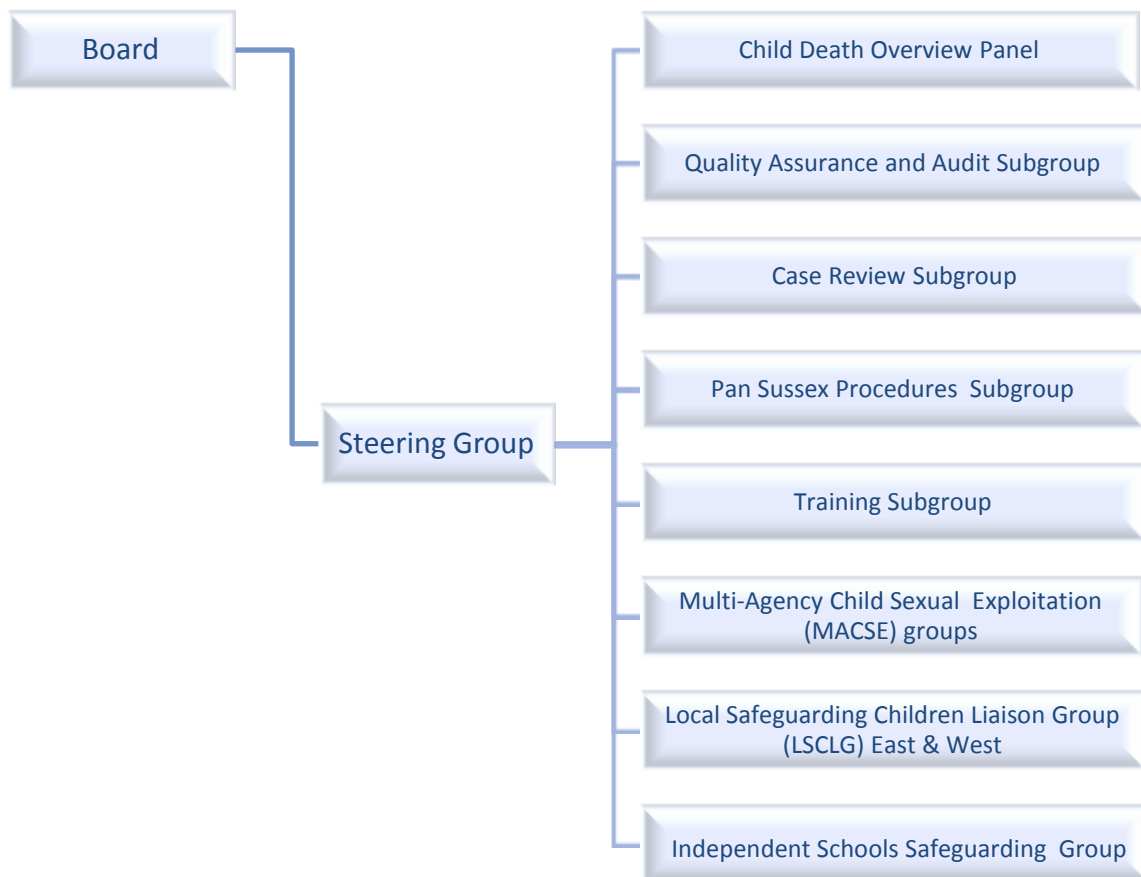 Board
Child Death Overview Panel
Quality Assurance and Audit Subgroup
Case Review Subgroup
Pan Sussex Procedures Subgroup
Steering Group
Training Subgroup
Multi-Agency Child Sexual Exploitation
(MACSE) groups
Local Safeguarding Children Liaison Group
(LSCLG) East & West
Independent Schools Safeguarding Group